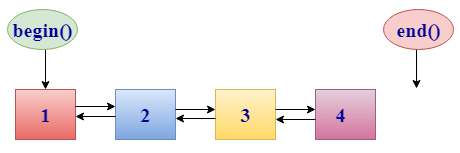 begin() end()
1 2 3 4